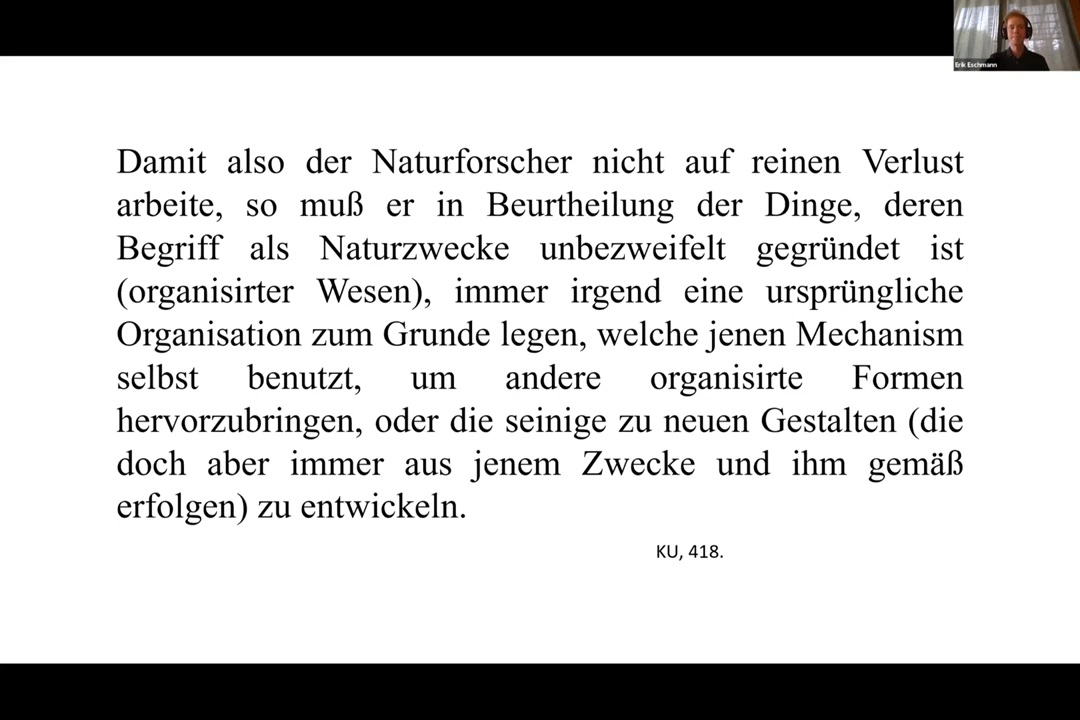 Erik Eschmann
Damit also der Naturforscher nicht auf reinen Verlust
arbeite, so muß er in Beurtheilung der Dinge, deren
Begriff als Naturzwecke unbezweifelt gegründet ist
(organisirter Wesen), immer irgend eine ursprüngliche
Organisation zum Grunde legen, welche jenen Mechanism
selbst benutzt, um andere organisirte Formen
hervorzubringen, oder die seinige zu neuen Gestalten (die
doch aber immer aus jenem Zwecke und ihm gemäß
erfolgen) zu entwickeln.
KU, 418.